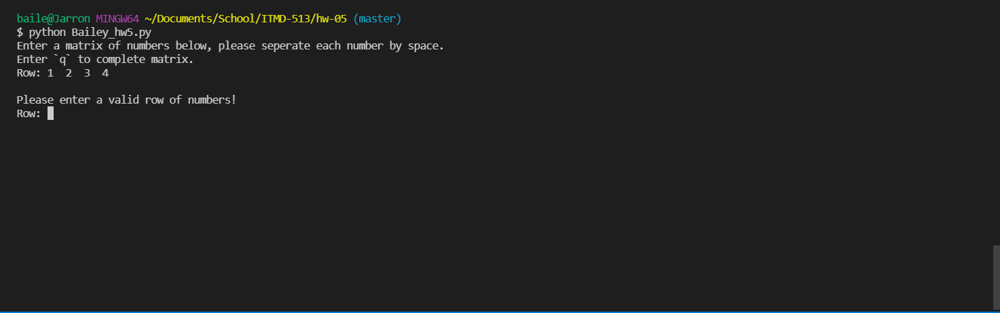 baile@Jarron MINGW64 ~/Documents/School/ITMD-513/hw-05 (master)
$ python Bailey_hw5.py
Enter a matrix of numbers below, please seperate each number by space.
Enter `q` to complete matrix.
Row: 1  2  3  4
Please enter a valid row of numbers!
Row: